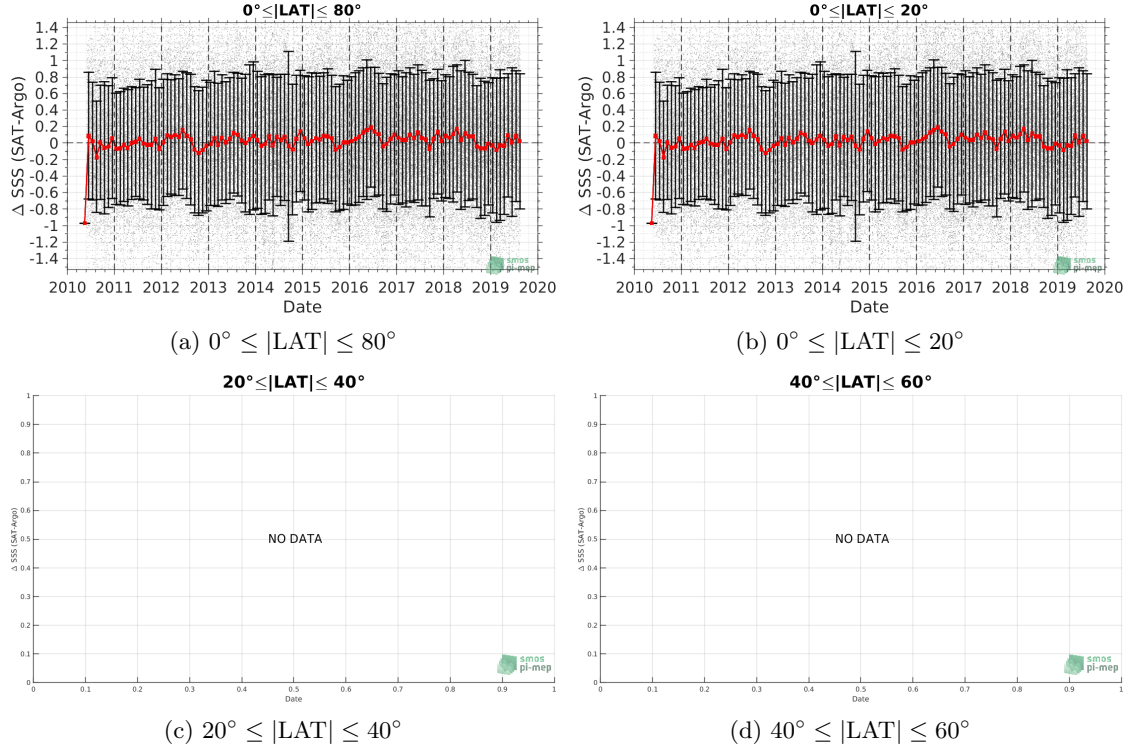 0°≤|LAT|≤ 80°
1.4
1.2
1
0.8
0.6
0.4
0.2
0
-0.2
-0.4
-0.6
-0.8
-1
-1.2
-1.4
Δ SSS (SAT-Argo)
2010 2011 2012 2013 2014 2015 2016 2017 2018 2019 2020
Date
smos
pi-mep
(a) 0° ≤ |LAT| ≤ 80°
0°≤|LAT|≤ 20°
1.4
1.2
1
0.8
0.6
0.4
0.2
0
-0.2
-0.4
-0.6
-0.8
-1
-1.2
-1.4
Δ SSS (SAT-Argo)
2010 2011 2012 2013 2014 2015 2016 2017 2018 2019 2020
Date
smos
pi-mep
(b) 0° ≤ |LAT| ≤ 20°
20°≤|LAT|≤ 40°
1
0.9
0.8
0.7
0.6
0.5
0.4
0.3
0.2
0.1
0
Δ SSS (SAT-Argo)
NO DATA
0 0.1 0.2 0.3 0.4 0.5 0.6 0.7 0.8 0.9 1
Date
smos
pi-mep
(c) 20° ≤ |LAT| ≤ 40°
40°≤|LAT|≤ 60°
1
0.9
0.8
0.7
0.6
0.5
0.4
0.3
0.2
0.1
0
Δ SSS (SAT-Argo)
NO DATA
0 0.1 0.2 0.3 0.4 0.5 0.6 0.7 0.8 0.9 1
Date
smos
pi-mep
(d) 40° ≤ |LAT| ≤ 60°